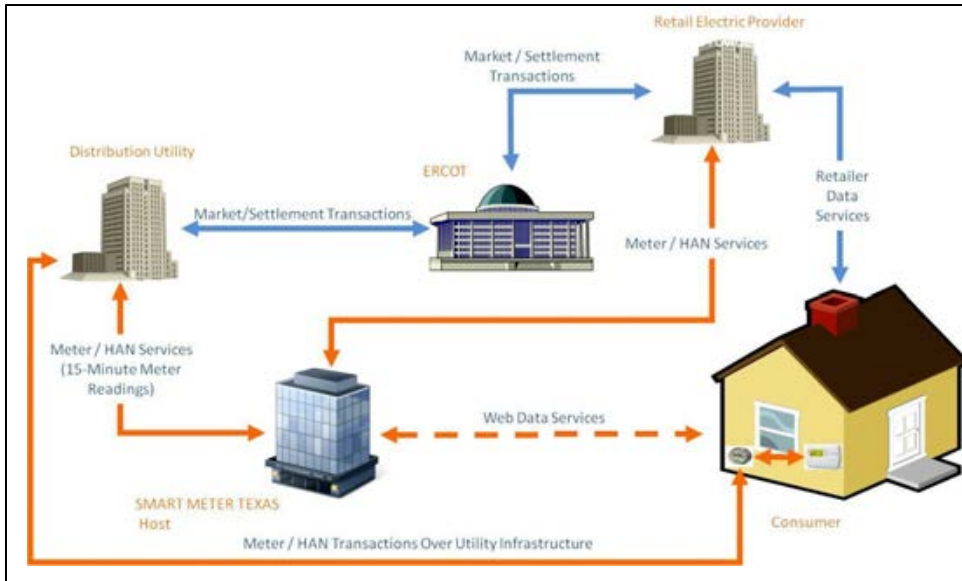 Retail Electric Provider
Market / Settlement
Transactions
Distribution Utility
ERCOT
Retailer
Data
Services
Market/Settlement Transactions
Meter / HAN Services
Meter / HAN Services
(15-Minute Meter
Readings)
Web Data Services
SMART METER TEXAS
Host
Consumer
Meter / HAN Transactions Over Utility Infrastructure